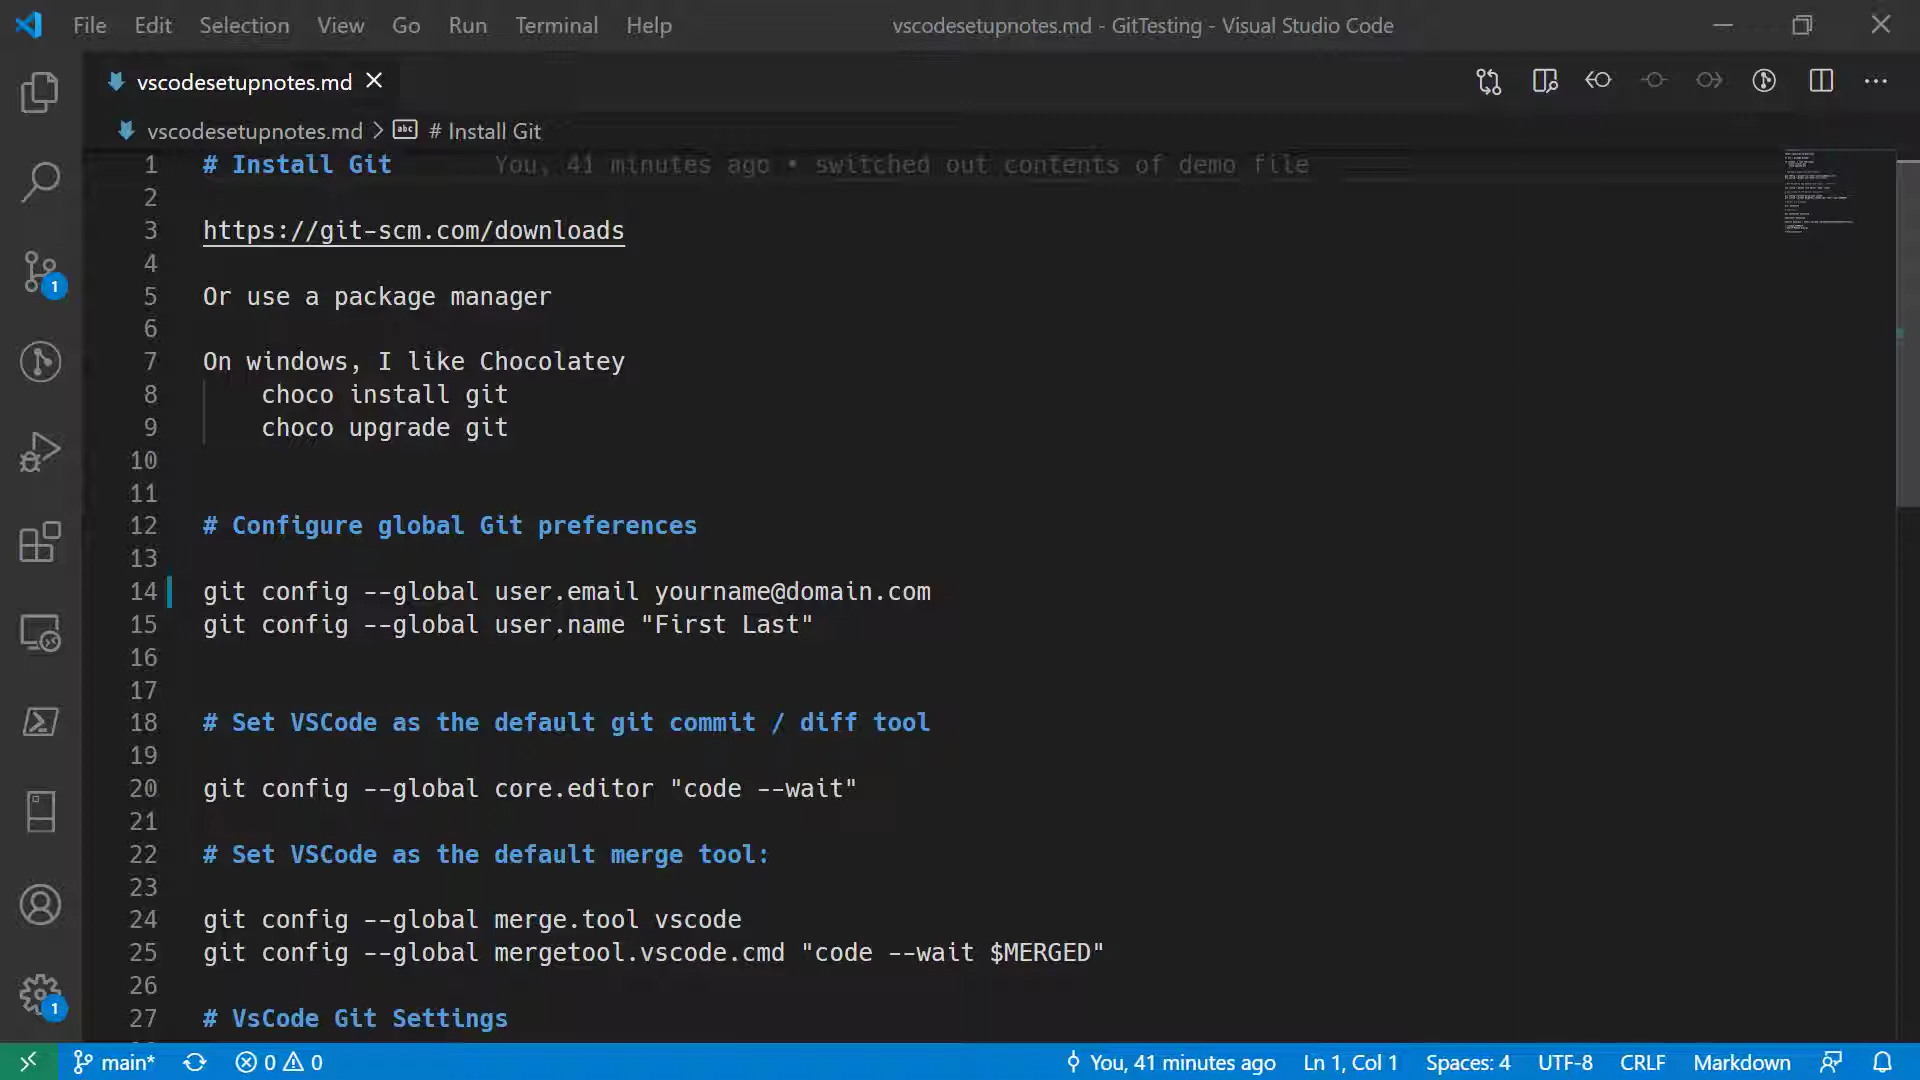 File Edit Selection View Go Run Terminal Help vscodesetupnotes.md - GitTesting - Visual Studio Code
vscodesetupnotes.md
vscodesetupnotes.md > abc # Install Git
1 # Install Git You, 41 minutes ago • switched out contents of demo file
2
3 https://git-scm.com/downloads
4
5 Or use a package manager
6
7 On windows, I like Chocolatey
8 choco install git
9 choco upgrade git
10
11
12 # Configure global Git preferences
13
14 git config --global user.email yourname@domain.com
15 git config --global user.name "First Last"
16
17
18 # Set VSCode as the default git commit / diff tool
19
20 git config --global core.editor "code --wait"
21
22 # Set VSCode as the default merge tool:
23
24 git config --global merge.tool vscode
25 git config --global mergetool.vscode.cmd "code --wait $MERGED"
26
27 # VsCode Git Settings
1
1
main* 0 0 You, 41 minutes ago Ln 1, Col 1 Spaces: 4 UTF-8 CRLF Markdown